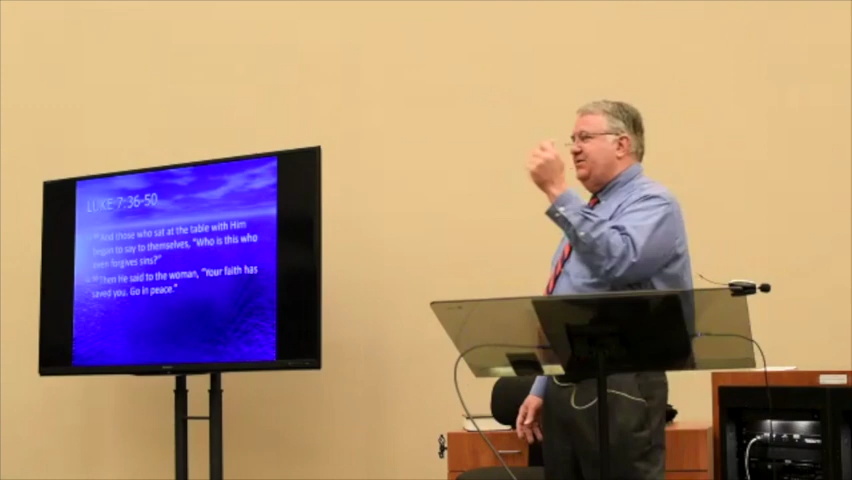 LUKE 7:36-50
And those who sat at the table with Him
began to say to themselves, "Who is this who
even forgives sins?"
Then He said to the woman, "Your faith has
saved you. Go in peace."